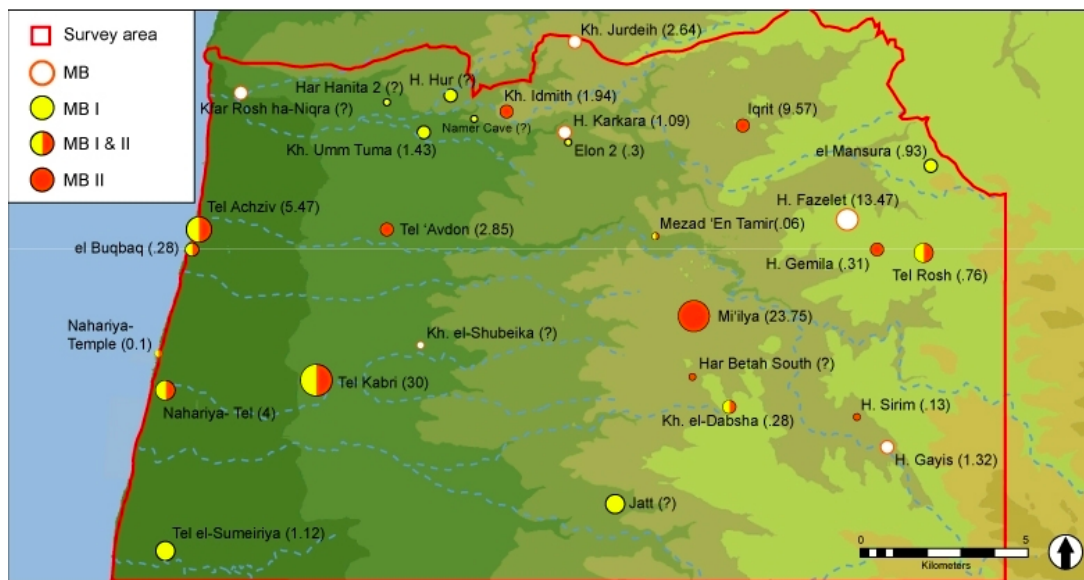 Survey area
MB
MB I
MB I & II
MB II
Kh. Jurdeih (2.64)
Har Hanita 2 (?)
H. Hur (?)
Kfar Rosh ha-Niqra (?)
Kh. Idmith (1.94)
Namer Cave (?)
H. Karkara (1.09)
Iqrit (9.57)
Kh. Umm Tuma (1.43)
Elon 2 (.3)
el Mansura (.93)
Tel Achziv (5.47)
H. Fazelet (13.47)
Tel ‘Avdon (2.85)
Mezad ‘En Tamir(.06)
el Buqbaq (.28)
H. Gemila (.31)
Tel Rosh (.76)
Mi‘ilya (23.75)
Nahariya-
Temple (0.1)
Kh. el-Shubeika (?)
Har Betah South (?)
Tel Kabri (30)
Nahariya- Tel (4)
Kh. el-Dabsha (.28)
H. Sirim (.13)
H. Gayis (1.32)
Jatt (?)
Tel el-Sumeiriya (1.12)
0 5
Kilometers